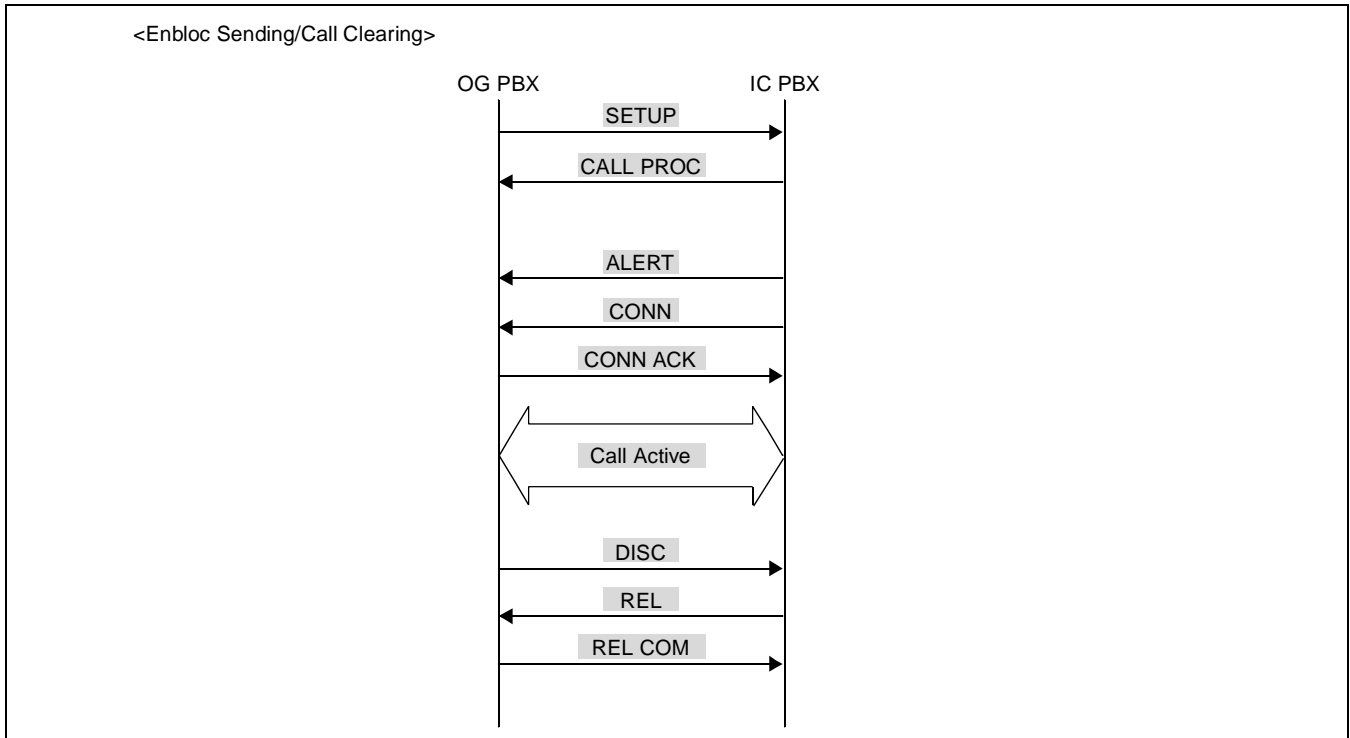 <Enbloc Sending/Call Clearing>
OG PBX IC PBX
SETUP
CALL PROC
ALERT
CONN
CONN ACK
Call Active
DISC
REL
REL COM